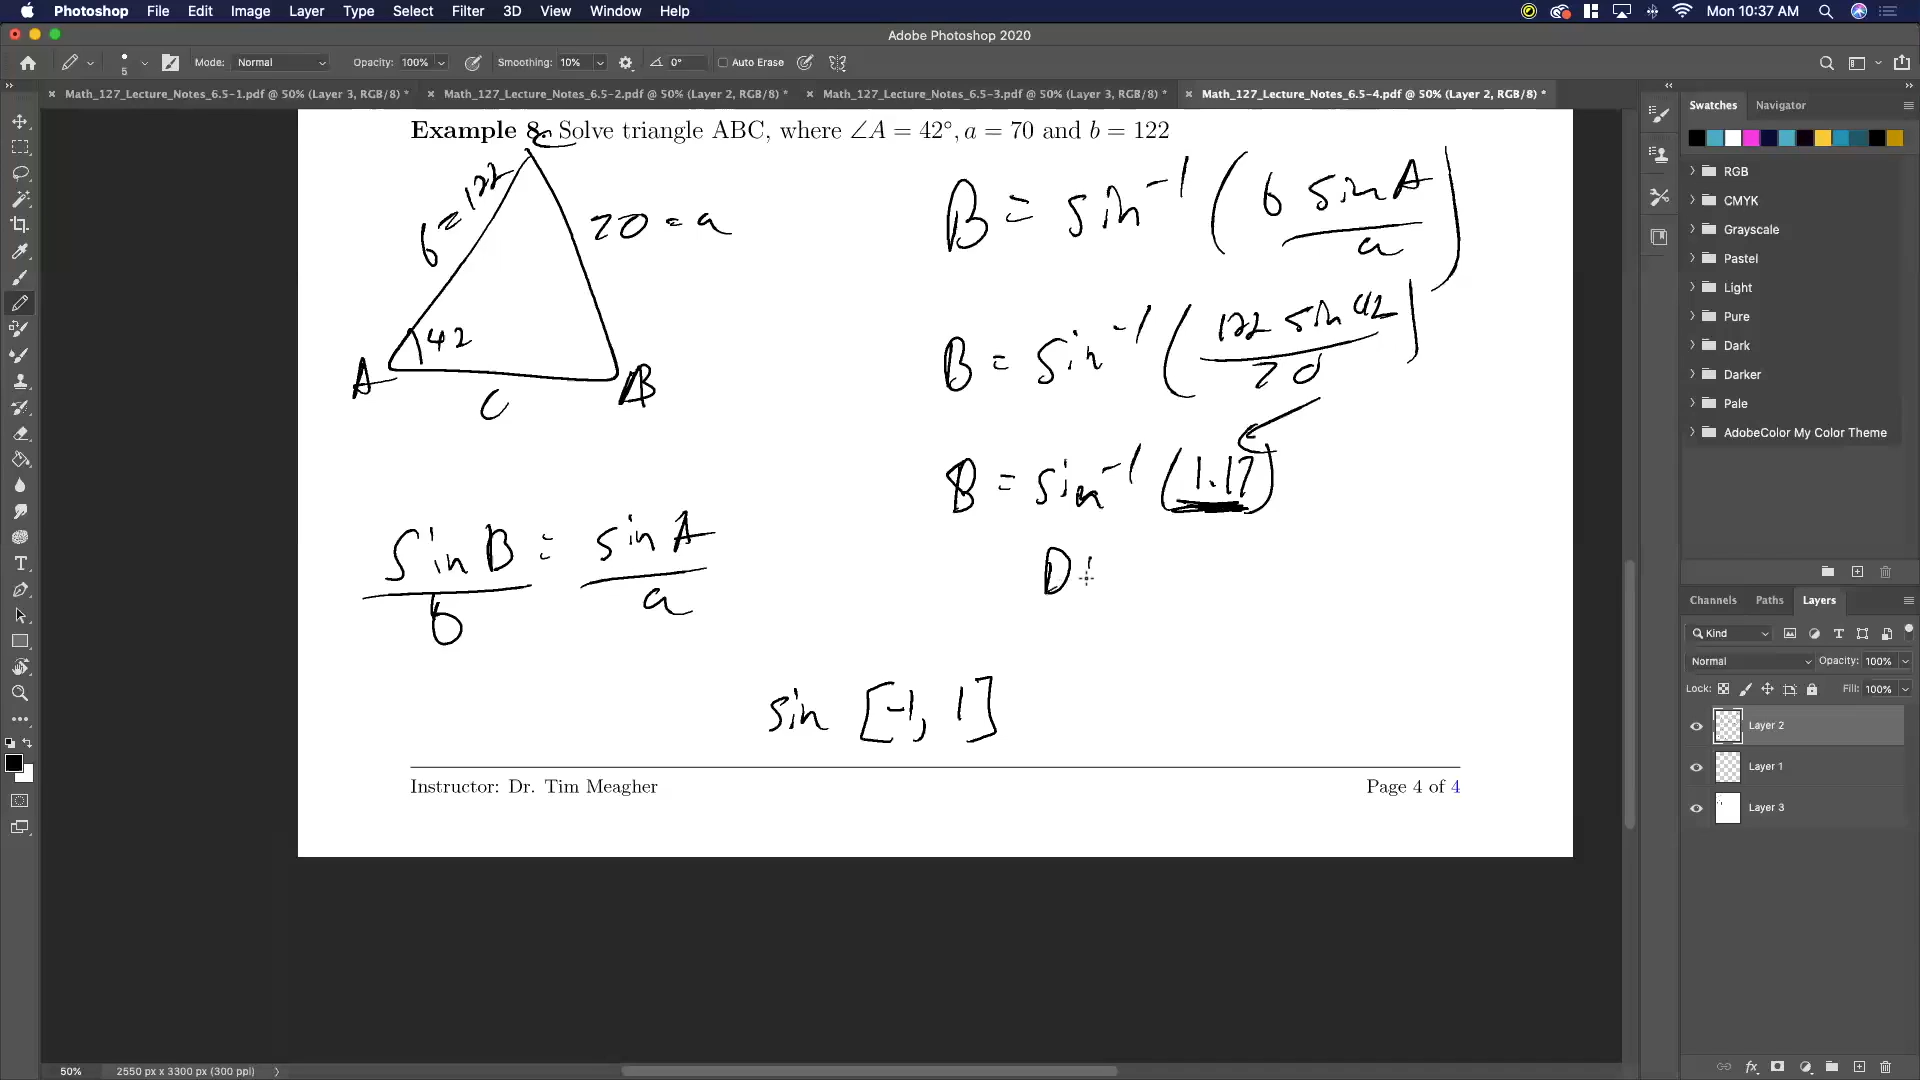 Photoshop File Edit Image Layer Type Select Filter 3D View Window Help Mon 10:37 AM
Adobe Photoshop 2020
5 Mode: Normal Opacity: 100% Smoothing: 10% 0° Auto Erase
Math_127_Lecture_Notes_6.5-1.pdf @ 50% (Layer 3, RGB/8) *
Math_127_Lecture_Notes_6.5-2.pdf @ 50% (Layer 2, RGB/8) *
Math_127_Lecture_Notes_6.5-3.pdf @ 50% (Layer 3, RGB/8) *
Math_127_Lecture_Notes_6.5-4.pdf @ 50% (Layer 2, RGB/8) *
Example 8. Solve triangle ABC, where ∠A = 42°, a = 70 and b = 122
b = 122
70 = a
42
A
B
c
B = sin⁻¹ (b sin A / a)
B = sin⁻¹ (122 sin 42 / 70)
B = sin⁻¹ (1.17)
D
sin B / b = sin A / a
sin [-1, 1]
Instructor: Dr. Tim Meagher Page 4 of 4
50% 2550 px x 3300 px (300 ppi)
Swatches Navigator
RGB
CMYK
Grayscale
Pastel
Light
Pure
Dark
Darker
Pale
AdobeColor My Color Theme
Channels Paths Layers
Kind
Normal Opacity: 100%
Lock: Fill: 100%
Layer 2
Layer 1
Layer 3